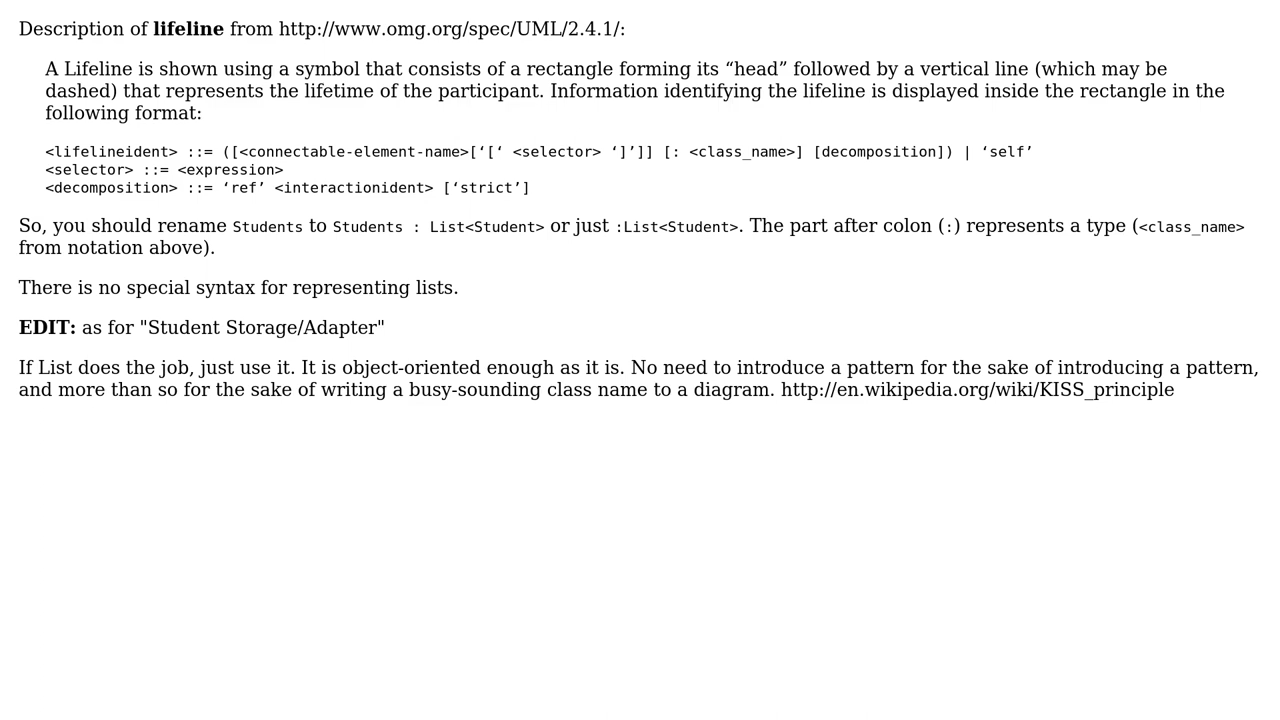 Description of lifeline from http://www.omg.org/spec/UML/2.4.1/:
A Lifeline is shown using a symbol that consists of a rectangle forming its “head” followed by a vertical line (which may be
dashed) that represents the lifetime of the participant. Information identifying the lifeline is displayed inside the rectangle in the
following format:
<lifelineident> ::= ([<connectable-element-name>[‘[‘ <selector> ‘]’]] [: <class_name>] [decomposition]) | ‘self’
<selector> ::= <expression>
<decomposition> ::= ‘ref’ <interactionident> [‘strict’]
So, you should rename Students to Students : List<Student> or just :List<Student>. The part after colon (:) represents a type (<class_name>
from notation above).
There is no special syntax for representing lists.
EDIT: as for "Student Storage/Adapter"
If List does the job, just use it. It is object-oriented enough as it is. No need to introduce a pattern for the sake of introducing a pattern,
and more than so for the sake of writing a busy-sounding class name to a diagram. http://en.wikipedia.org/wiki/KISS_principle